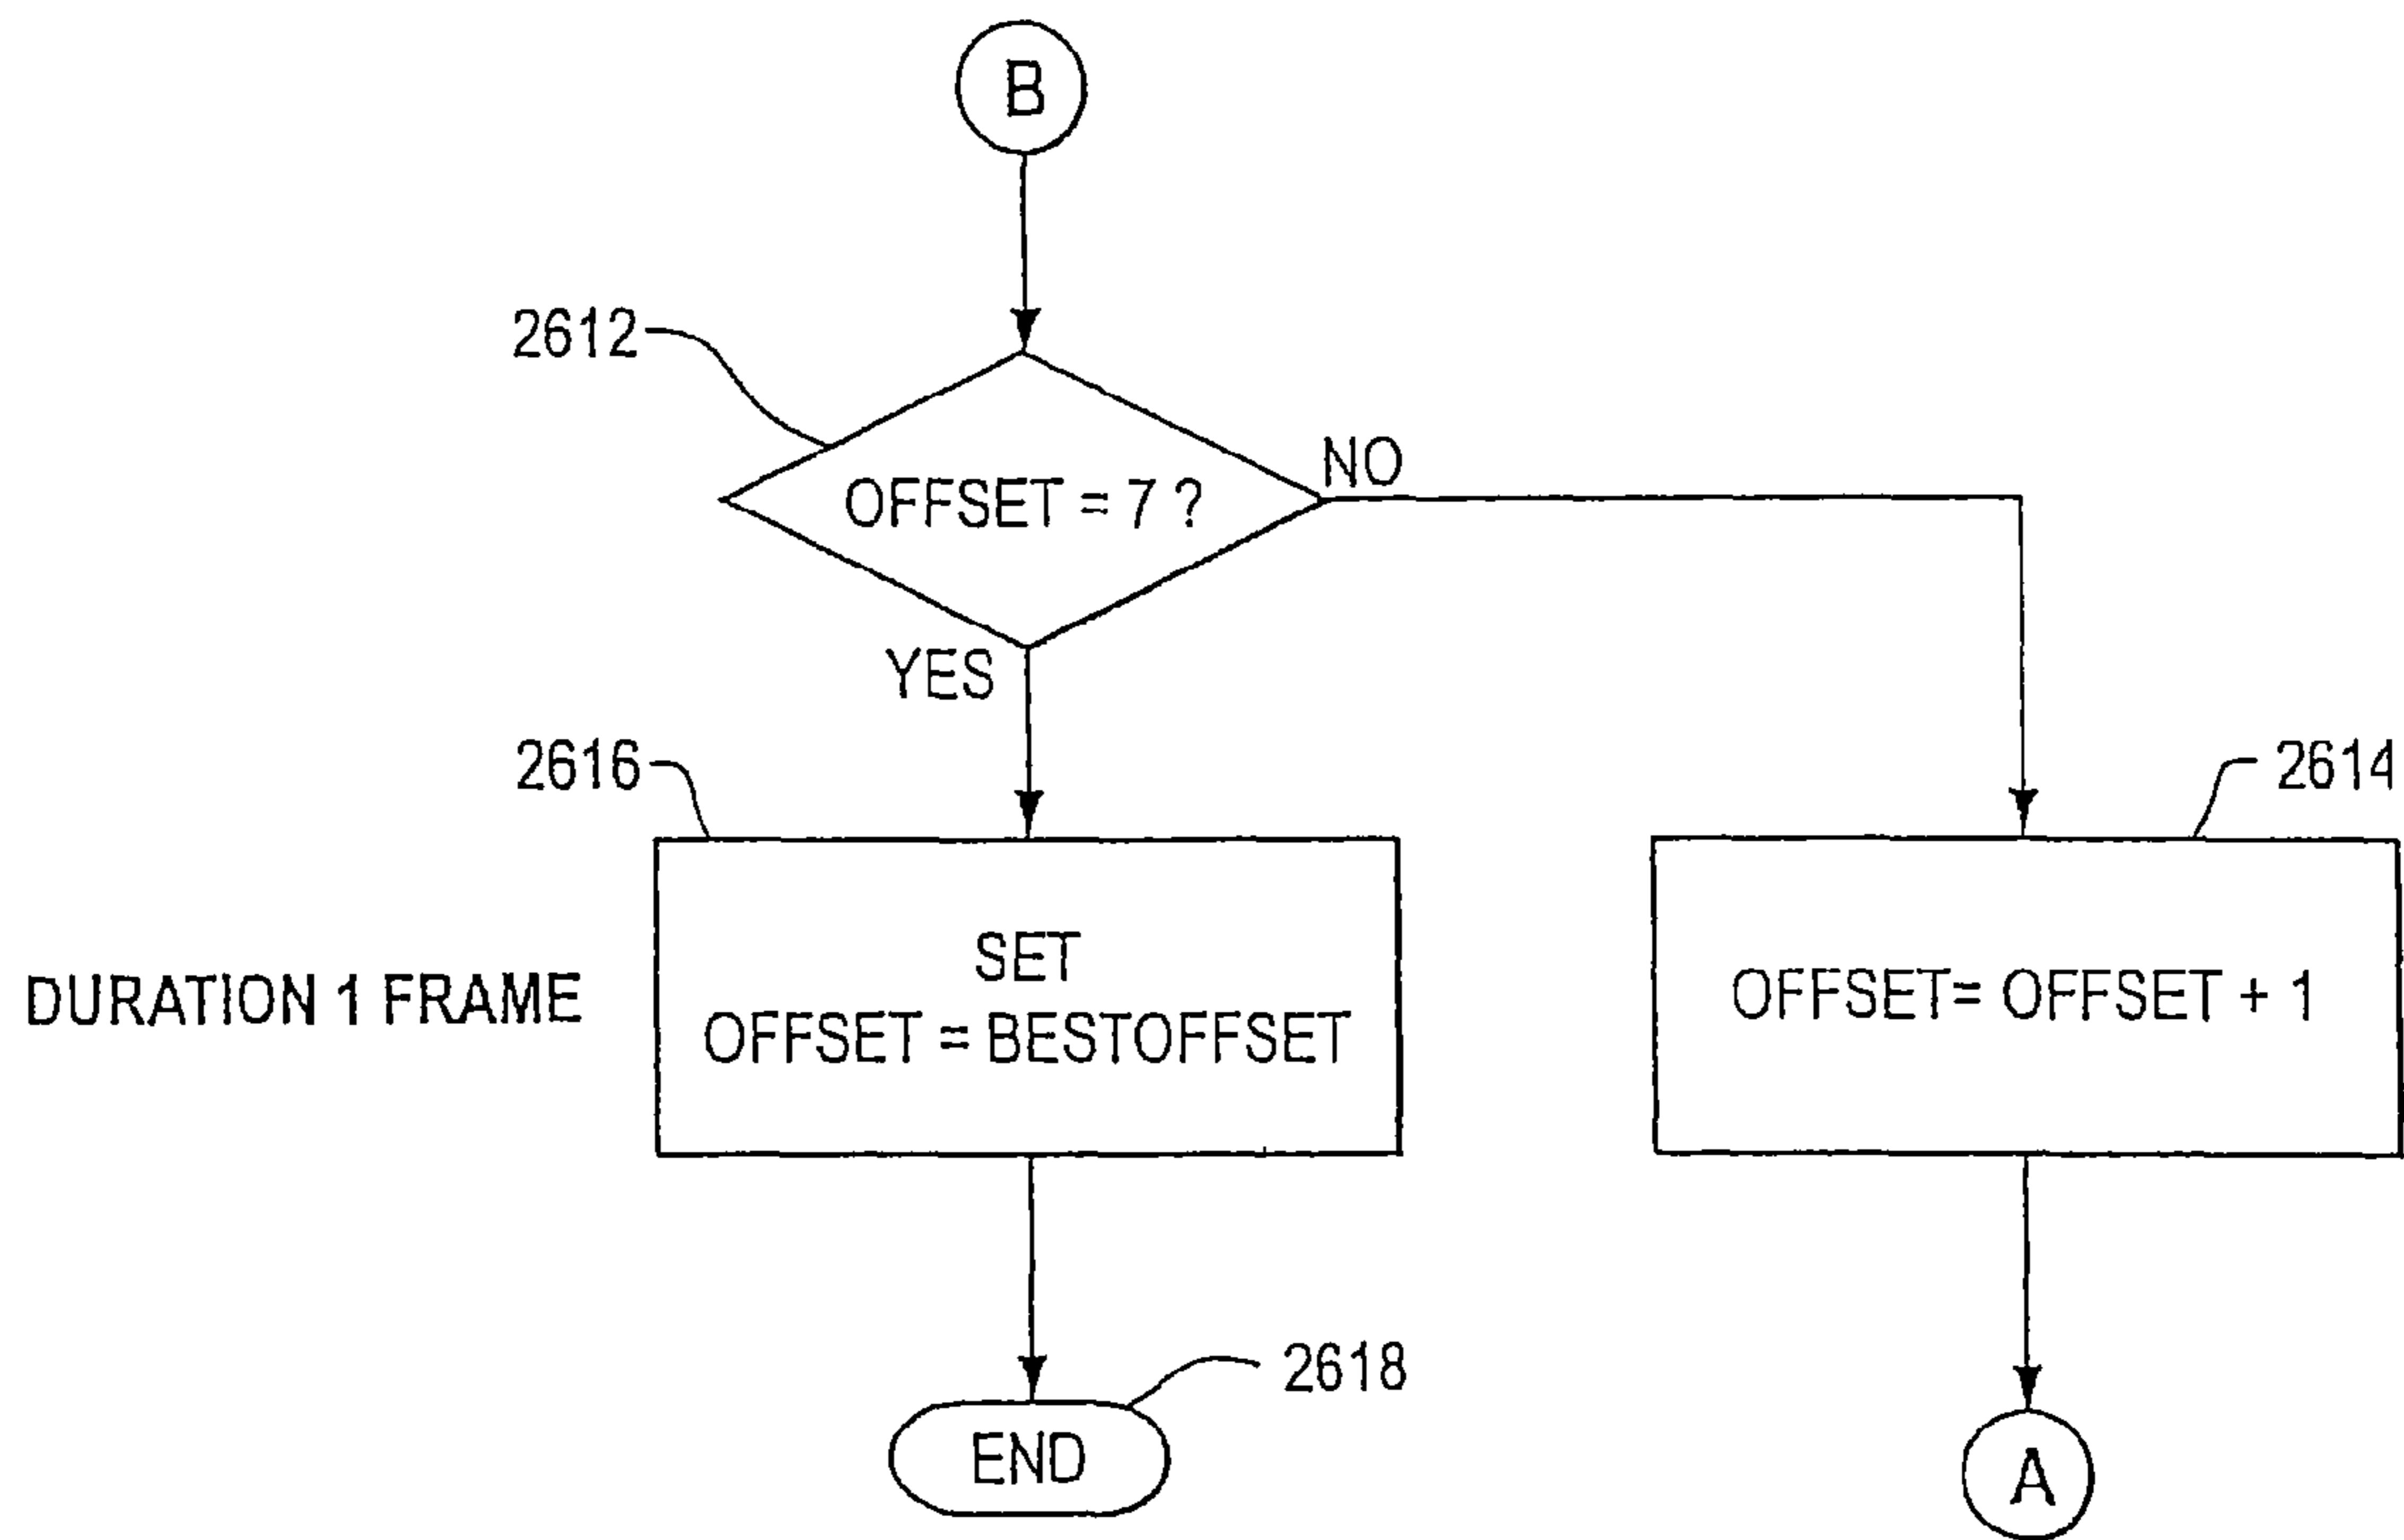 B
2612
NO
OFFSET = 7 ?
YES
2616
2614
SET
OFFSET = BESTOFFSET
DURATION 1 FRAME
OFFSET= OFFSET + 1
2618
END
A